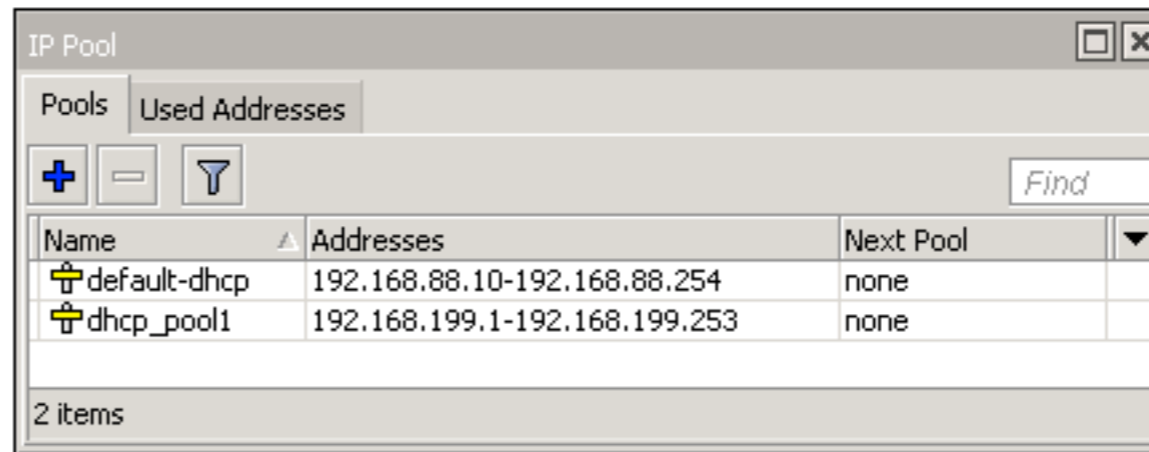 IP Pool
Pools Used Addresses
Find
Name Addresses Next Pool
default-dhcp 192.168.88.10-192.168.88.254 none
dhcp_pool1 192.168.199.1-192.168.199.253 none
2 items